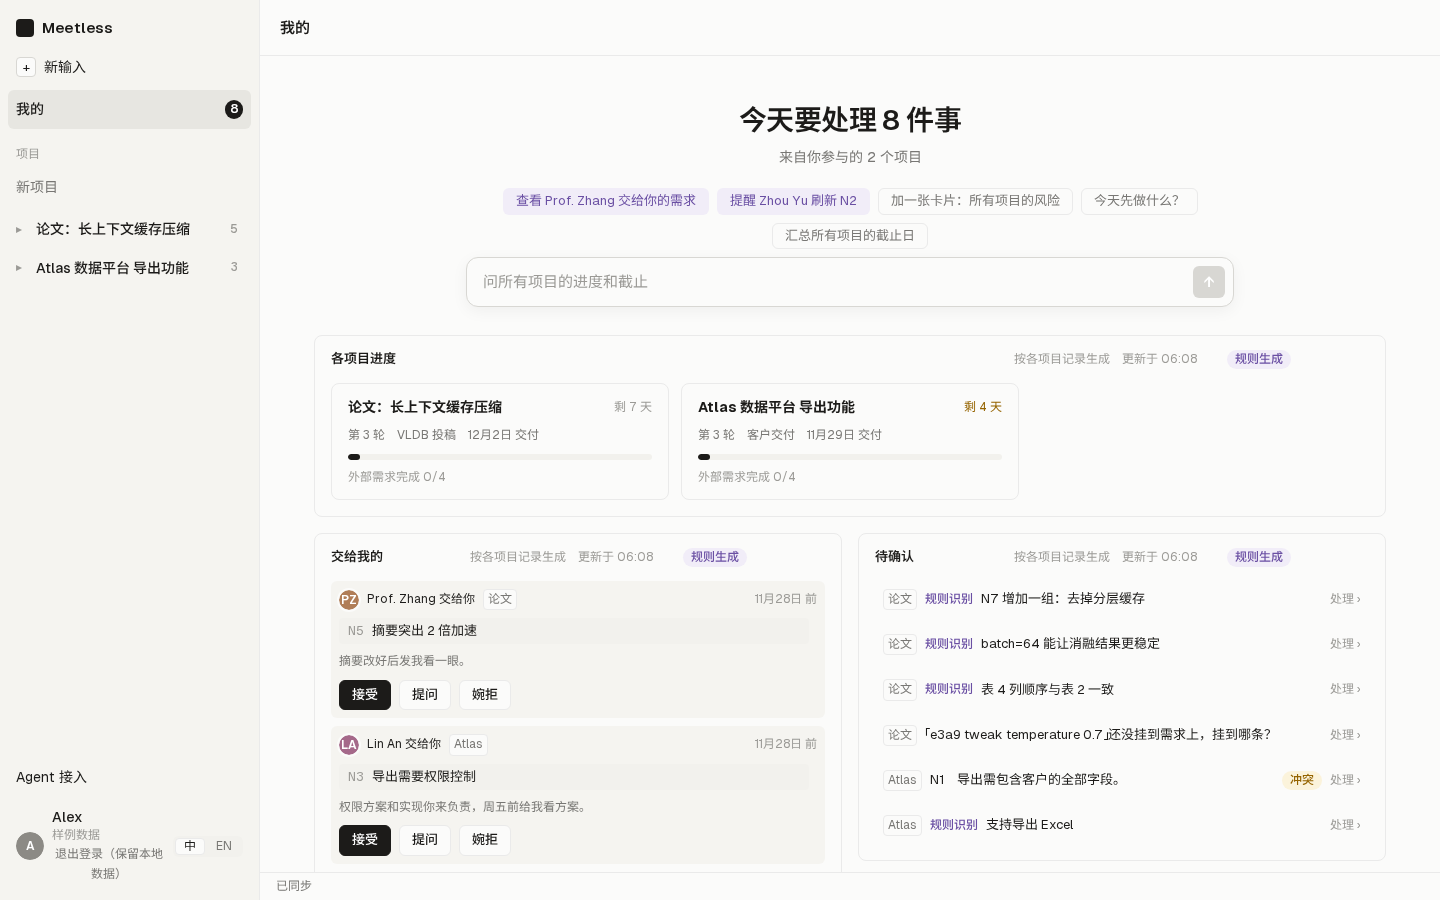 Meetless
+ 新输入
我的 8
项目
新项目
▸ 论文：长上下文缓存压缩 5
▸ Atlas 数据平台 导出功能 3
Agent 接入
Alex
样例数据
A 退出登录（保留本地数据） 中 EN
我的
今天要处理 8 件事
来自你参与的 2 个项目
查看 Prof. Zhang 交给你的需求 提醒 Zhou Yu 刷新 N2 加一张卡片：所有项目的风险 今天先做什么？
汇总所有项目的截止日
问所有项目的进度和截止
各项目进度 按各项目记录生成 更新于 06:08 规则生成
论文：长上下文缓存压缩 剩 7 天
第 3 轮 VLDB 投稿 12月2日 交付
外部需求完成 0/4
Atlas 数据平台 导出功能 剩 4 天
第 3 轮 客户交付 11月29日 交付
外部需求完成 0/4
交给我的 按各项目记录生成 更新于 06:08 规则生成
PZ Prof. Zhang 交给你 论文 11月28日 前
N5 摘要突出 2 倍加速
摘要改好后发我看一眼。
接受 提问 婉拒
LA Lin An 交给你 Atlas 11月28日 前
N3 导出需要权限控制
权限方案和实现你来负责，周五前给我看方案。
接受 提问 婉拒
待确认 按各项目记录生成 更新于 06:08 规则生成
论文 规则识别 N7 增加一组：去掉分层缓存 处理 ›
论文 规则识别 batch=64 能让消融结果更稳定 处理 ›
论文 规则识别 表 4 列顺序与表 2 一致 处理 ›
论文 「e3a9 tweak temperature 0.7」还没挂到需求上，挂到哪条？ 处理 ›
Atlas N1 导出需包含客户的全部字段。 冲突 处理 ›
Atlas 规则识别 支持导出 Excel 处理 ›
已同步